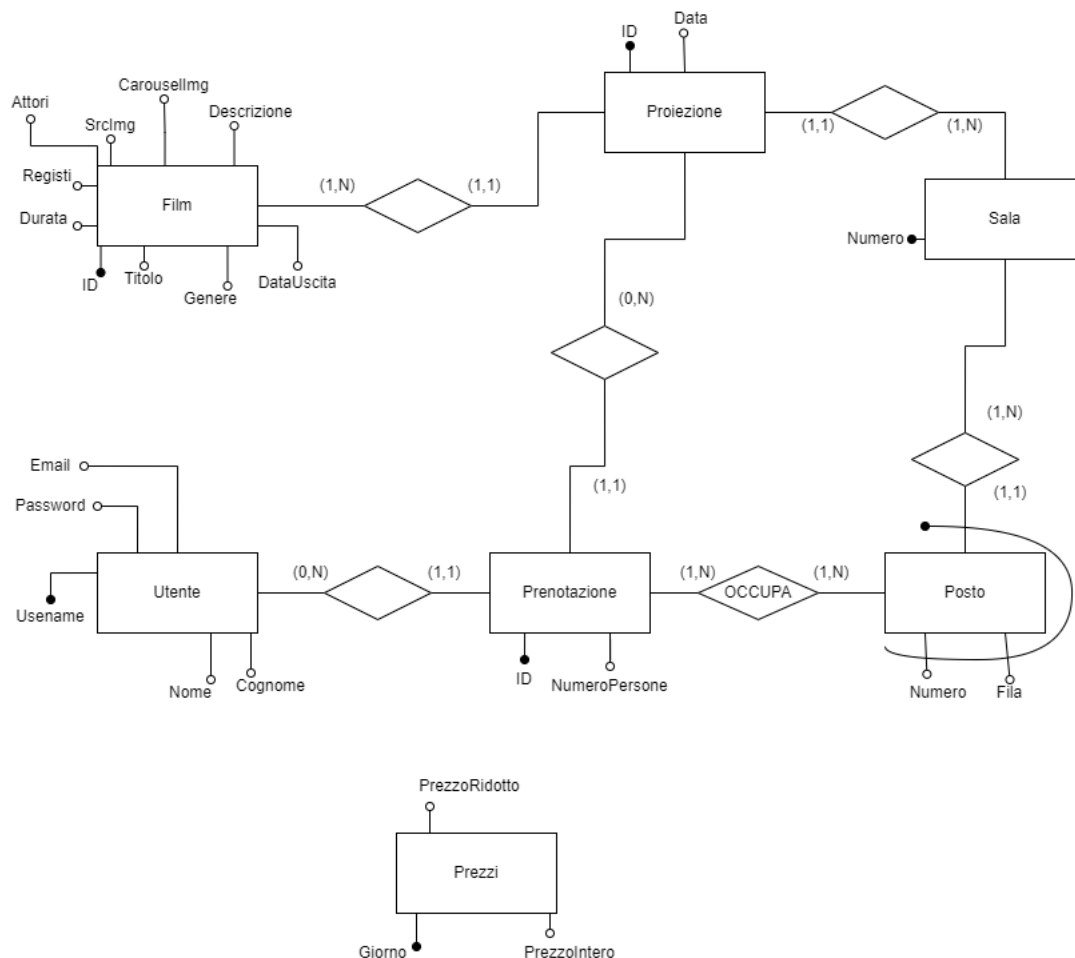 ID
Data
CarouselImg
Attori
Descrizione
SrcImg
Proiezione
(1,1)
(1,N)
Registi
(1,N)
(1,1)
Film
Durata
Sala
Numero
ID
Titolo
DataUscita
Genere
(0,N)
(1,N)
Email
(1,1)
(1,1)
Password
(0,N)
(1,1)
(1,N)
(1,N)
Utente
Prenotazione
OCCUPA
Posto
Usename
Nome
Cognome
ID
NumeroPersone
Numero
Fila
PrezzoRidotto
Prezzi
Giorno
PrezzoIntero